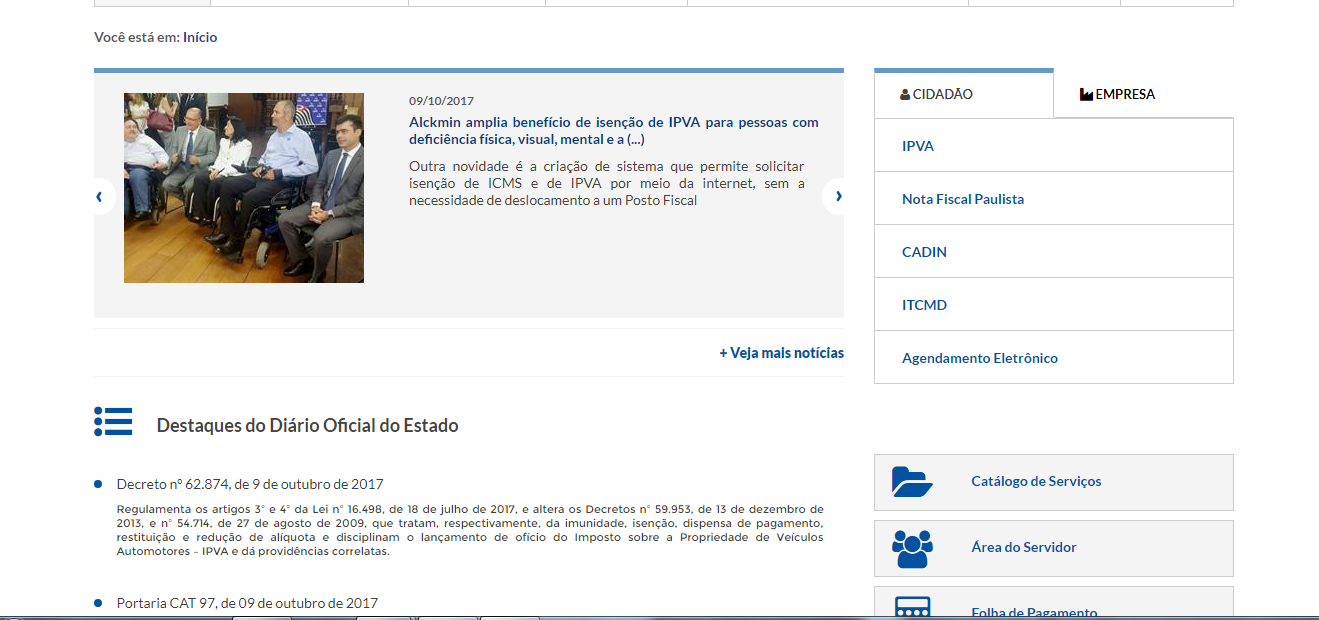 Você está em: Início
09/10/2017
Alckmin amplia benefício de isenção de IPVA para pessoas com
deficiência física, visual, mental e a (...)
Outra novidade é a criação de sistema que permite solicitar
isenção de ICMS e de IPVA por meio da internet, sem a
necessidade de deslocamento a um Posto Fiscal
+ Veja mais notícias
CIDADÃO
EMPRESA
IPVA
Nota Fiscal Paulista
CADIN
ITCMD
Agendamento Eletrônico
Destaques do Diário Oficial do Estado
Decreto nº 62.874, de 9 de outubro de 2017
Regulamenta os artigos 3° e 4° da Lei n° 16.498, de 18 de julho de 2017, e altera os Decretos n° 59.953, de 13 de dezembro de
2013, e n° 54.714, de 27 de agosto de 2009, que tratam, respectivamente, da imunidade, isenção, dispensa de pagamento,
restituição e redução de alíquota e disciplinam o lançamento de ofício do Imposto sobre a Propriedade de Veículos
Automotores - IPVA e dá providências correlatas.
Portaria CAT 97, de 09 de outubro de 2017
Catálogo de Serviços
Área do Servidor
Folha de Pagamento